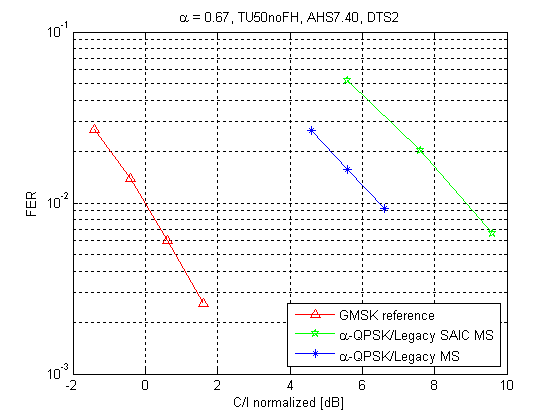 α = 0.67, TU50noFH, AHS7.40, DTS2
10^-1
10^-2
10^-3
FER
-2 0 2 4 6 8 10
C/I normalized [dB]
GMSK reference
α-QPSK/Legacy SAIC MS
α-QPSK/Legacy MS